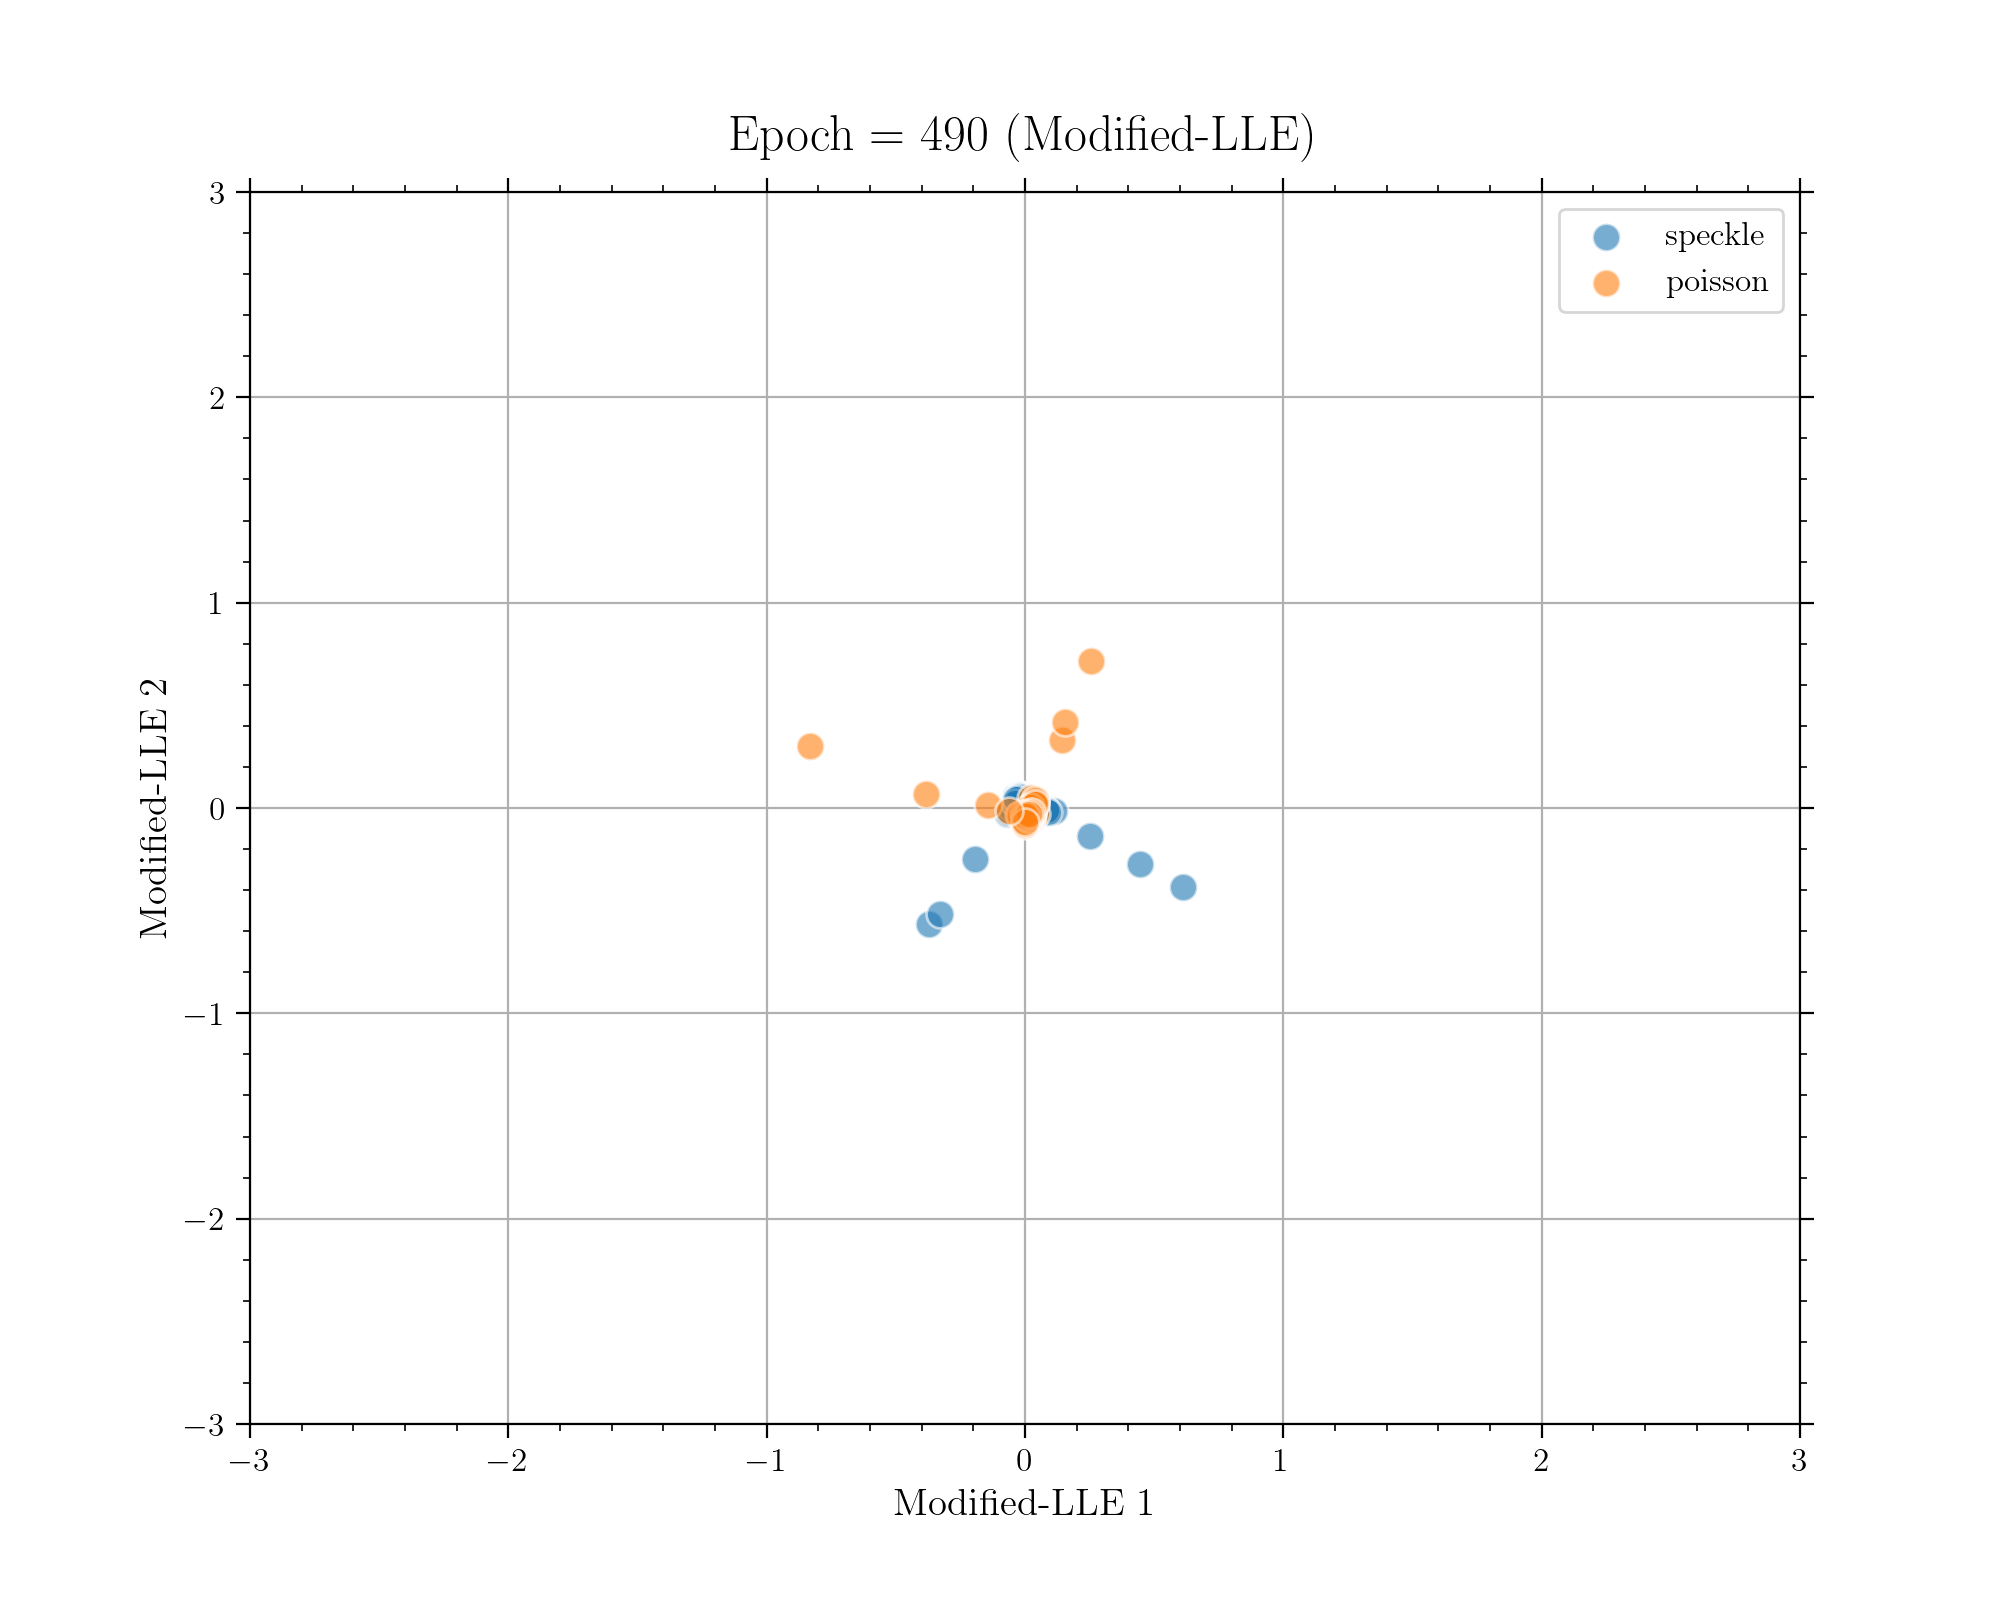 Epoch = 490 (Modified-LLE)
speckle
poisson
3
2
1
0
−1
−2
−3
Modified-LLE 2
−3
−2
−1
0
1
2
3
Modified-LLE 1